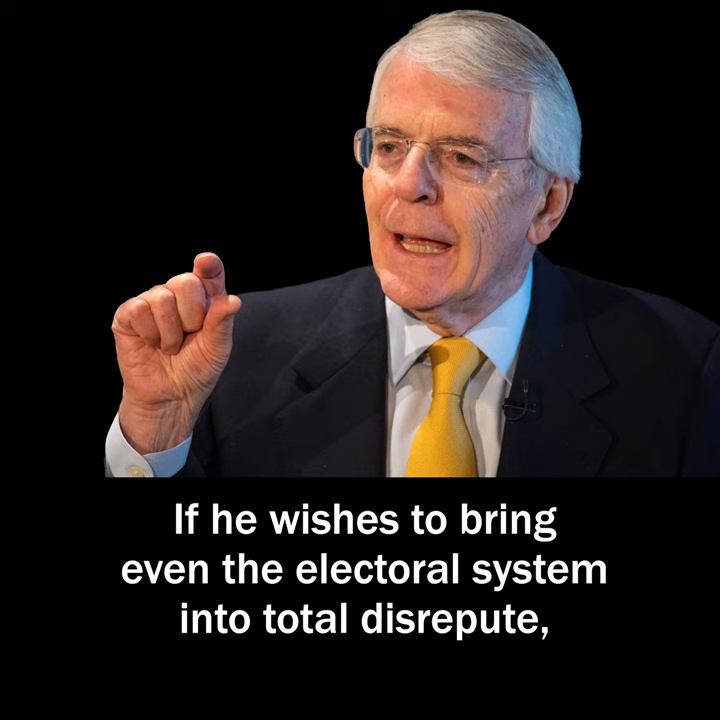 If he wishes to bring
even the electoral system
into total disrepute,